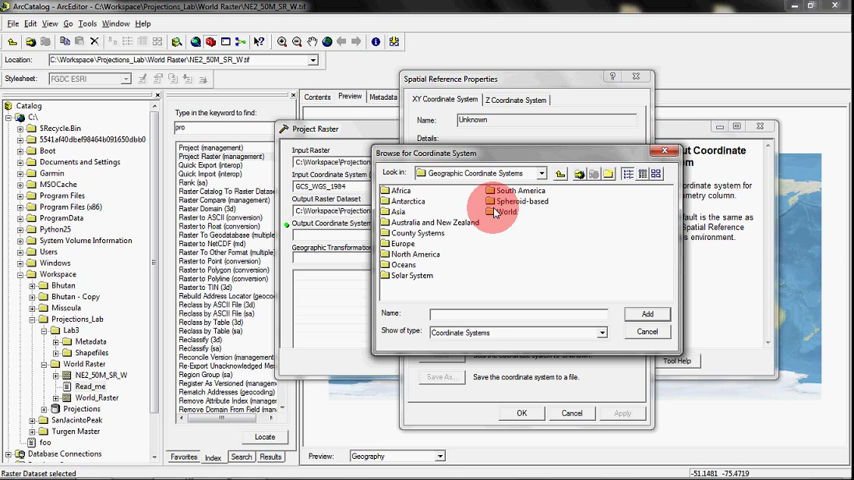 ArcCatalog - ArcEditor - C:\Workspace\Projections_Lab\World Raster\NE2_50M_SR_W.tif
File Edit View Go Tools Window Help
Location: C:\Workspace\Projections_Lab\World Raster\NE2_50M_SR_W.tif
Stylesheet: FGDC ESRI
Catalog
C:\
$Recycle.Bin
5541ef40dbef98464b091650dbb0
Boot
Documents and Settings
Garmin
MSOCache
Program Files
Program Files
ProgramData
Python25
System Volume Information
Users
Windows
Workspace
Bhutan
Bhutan - Copy
Missoula
Projections_Lab
Lab3
Metadata
Shapefiles
World Raster
NE2_50M_SR_W
Read_me
World_Raster
Projections
SanJacintoPeak
Turgen Master
foo
Database Connections
Raster Dataset selected
Type in the keyword to find:
pro
Project (management)
Project Raster (management)
Quick Export (interop)
Quick Import (interop)
Raster Catalog To Raster Dataset
Raster Compare (management)
Raster Domain (3d)
Raster to ASCII (conversion)
Raster to Float (conversion)
Raster To Geodatabase (multiple)
Raster to NetCDF (md)
Raster To Other Format (multiple)
Raster to Point (conversion)
Raster to Polygon (conversion)
Raster to Polyline (conversion)
Raster to TIN (3d)
Rebuild Address Locator (geocoding)
Reclass by ASCII File (3d)
Reclass by ASCII File (sa)
Reclass by Table (3d)
Reclass by Table (sa)
Reclassify (3d)
Reclassify (sa)
Reconcile Version (management)
Re-Export Unacknowledged Messages
Region Group (sa)
Register As Versioned (management)
Rematch Addresses (geocoding)
Remove Attribute Index (management)
Remove Domain From Field (management)
Locate
Favorites Index Search Results
Contents Preview Metadata
Project Raster
Input Raster
C:\Workspace\Projection
Input Coordinate System
GCS_WGS_1984
Output Raster Dataset
C:\Workspace\Projection
Output Coordinate System
Geographic Transformation
Spatial Reference Properties
XY Coordinate System Z Coordinate System
Name: Unknown
Details:
Browse for Coordinate System
Look in: Geographic Coordinate Systems
Africa
Antarctica
Asia
Australia and New Zealand
County Systems
Europe
North America
Oceans
Solar System
South America
Spheroid-based
World
Name:
Add
Show of type: Coordinate Systems
Cancel
Save As...
Save the coordinate system to a file.
OK Cancel Apply
Tool Help
Preview: Geography
-51.1481 -75.4719